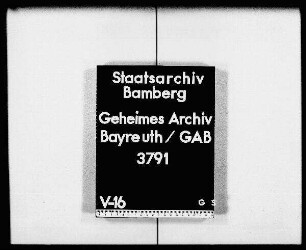 Staatsarchiv
Bamberg
Geheimes Archiv
Bayreuth / GAB
3791
V-16 G S